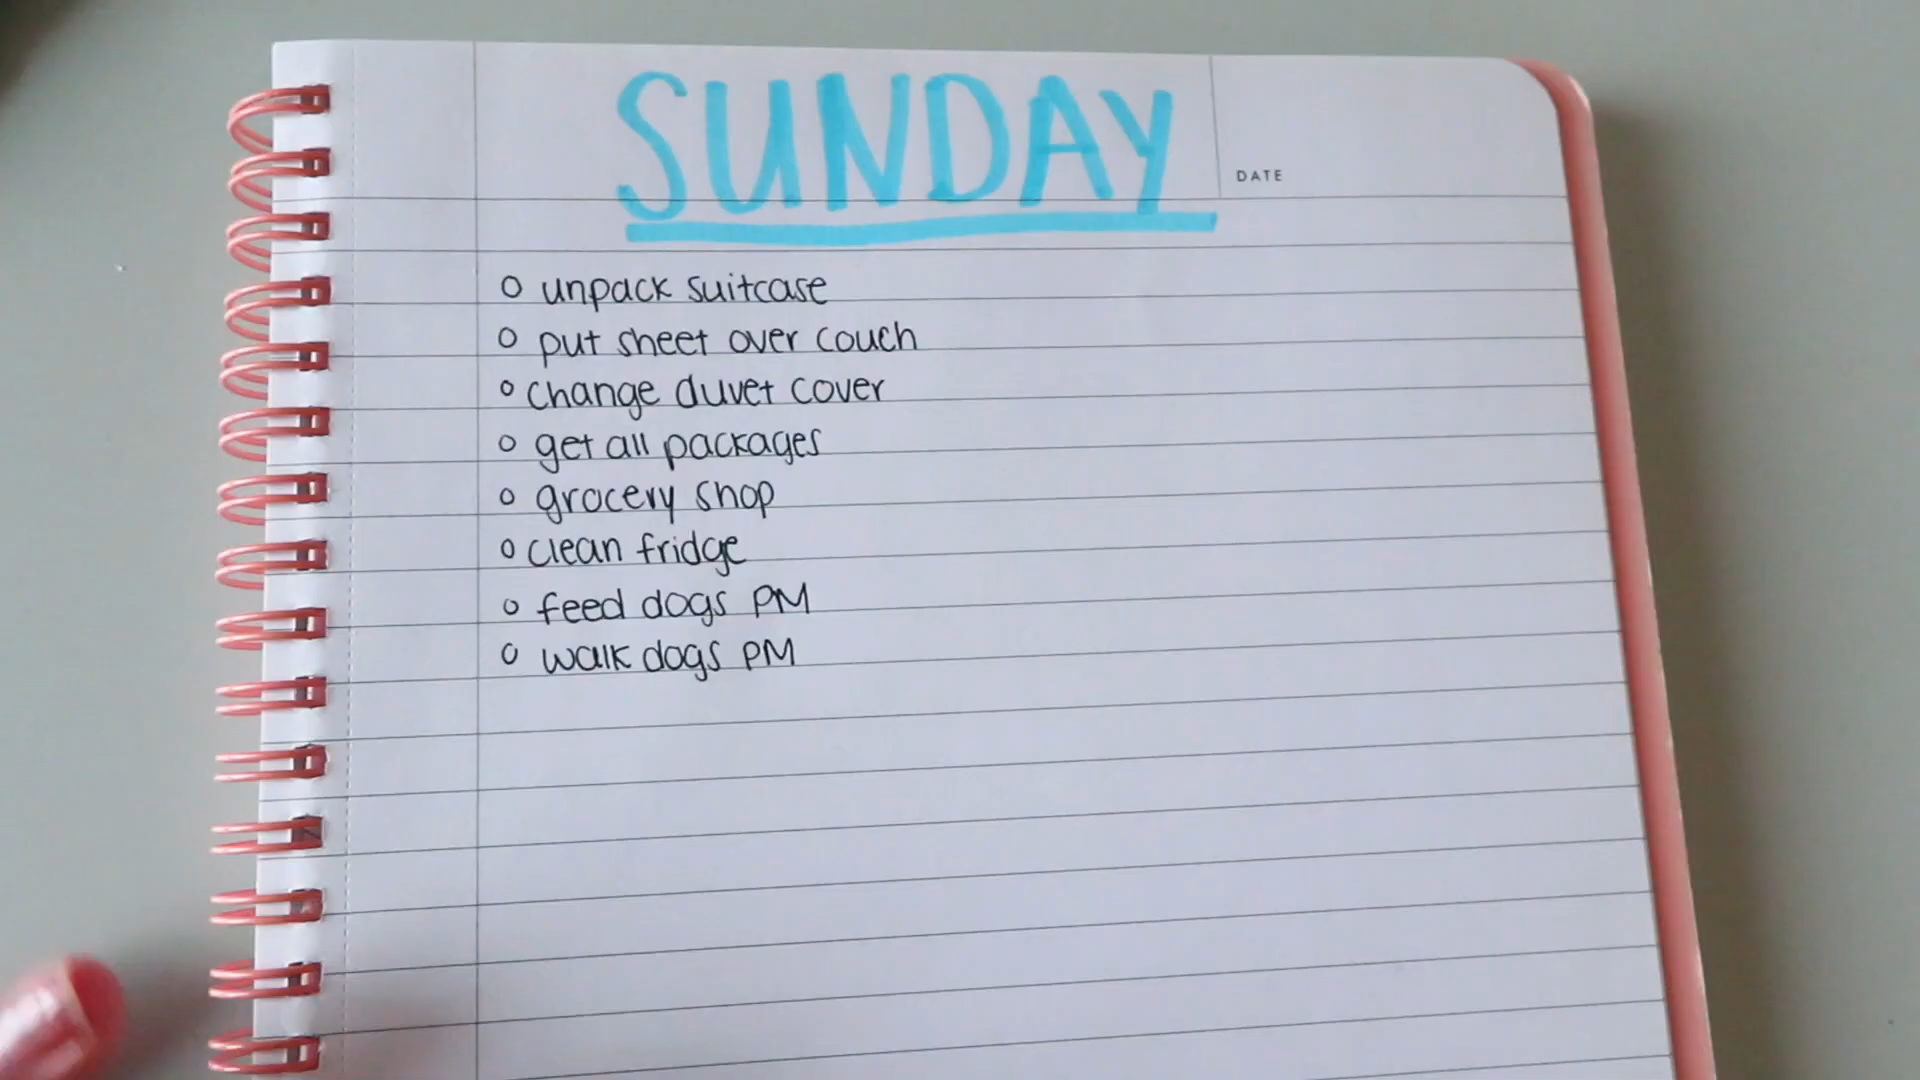 SUNDAY
DATE
o unpack suitcase
o put sheet over couch
o change duvet cover
o get all packages
o grocery shop
o clean fridge
o feed dogs PM
o walk dogs PM